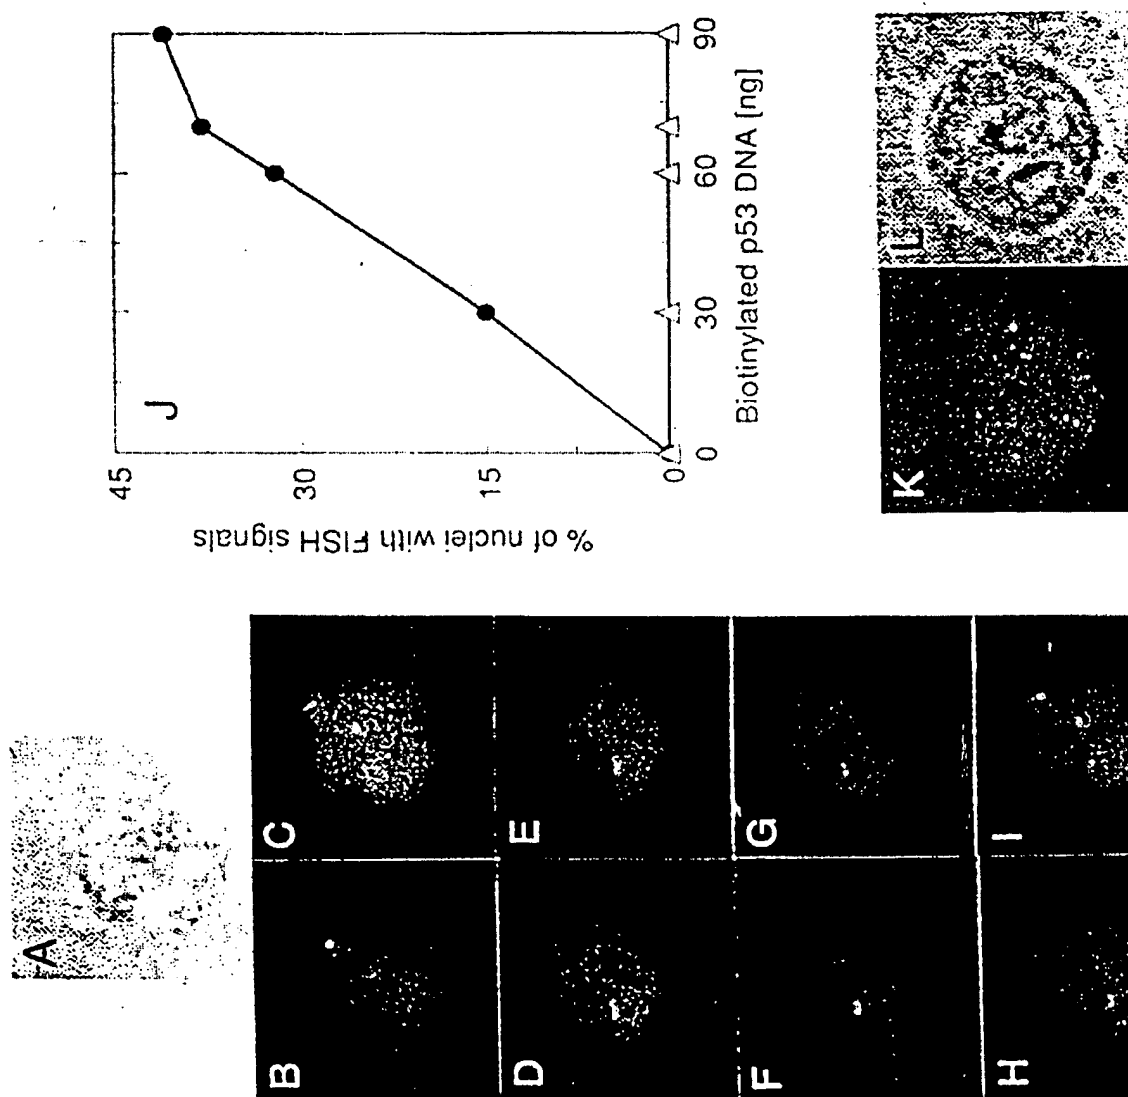 A
B
C
D
E
F
G
H
I
J
% of nuclei with FISH signals
45
30
15
0
0
30
60
90
Biotinylated p53 DNA [ng]
K
L